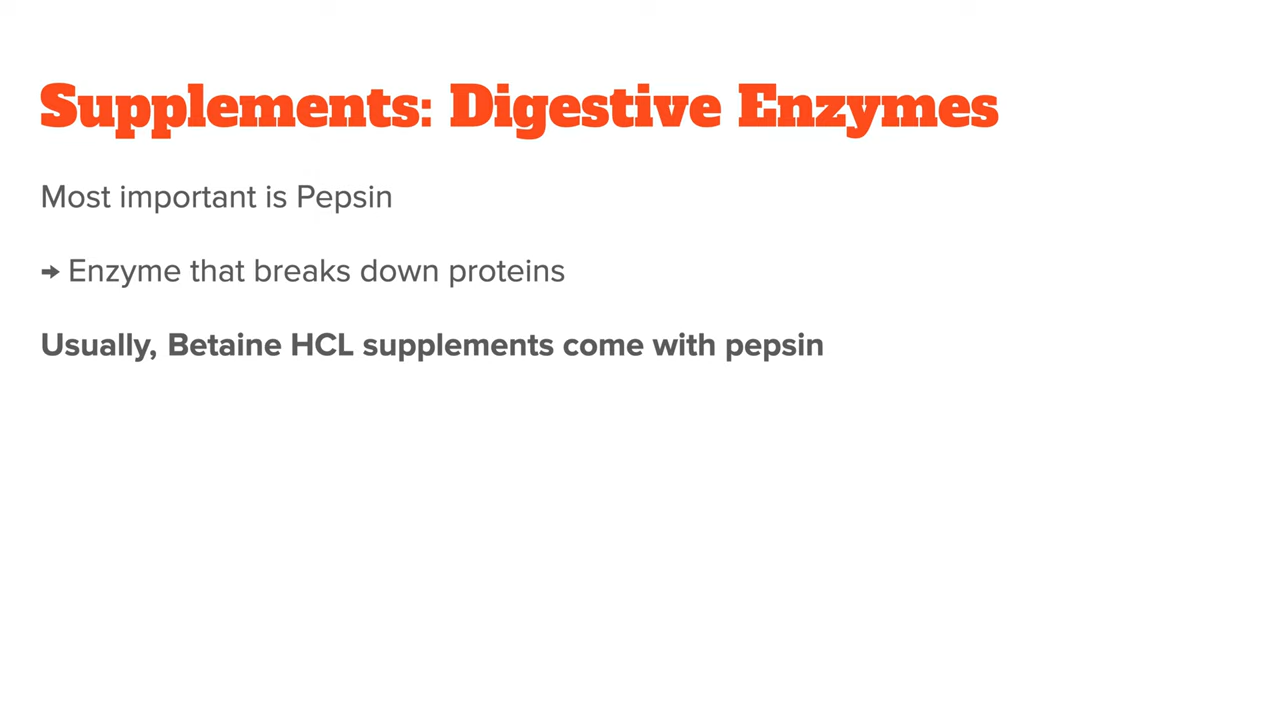 Supplements: Digestive Enzymes
Most important is Pepsin
➡ Enzyme that breaks down proteins
Usually, Betaine HCL supplements come with pepsin